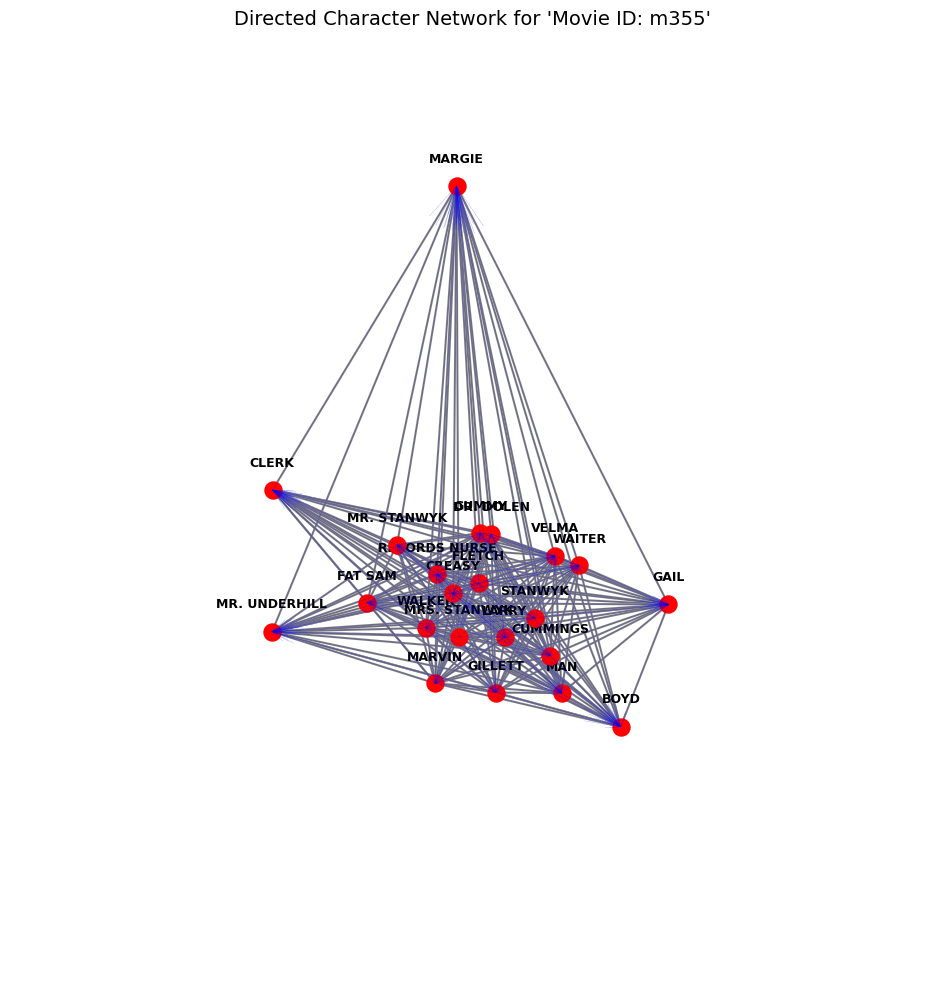 Directed Character Network for 'Movie ID: m355'
MARGIE
CLERK
GUMMY
DR. DOLEN
MR. STANWYK
VELMA
WAITER
RECORDS NURSE
FLETCH
CREASY
FAT SAM
GAIL
STANWYK
WALKER
MR. UNDERHILL
MRS. STANWYK
LARRY
CUMMINGS
MARVIN
GILLETT
MAN
BOYD